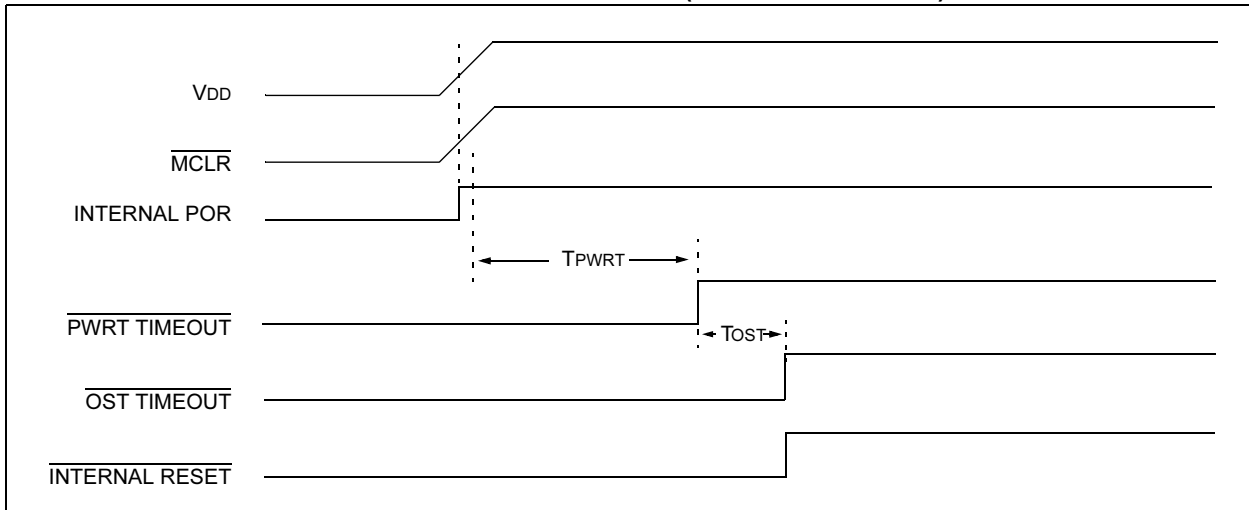 VDD
MCLR
INTERNAL POR
TPWRT
PWRT TIMEOUT
TOST
OST TIMEOUT
INTERNAL RESET